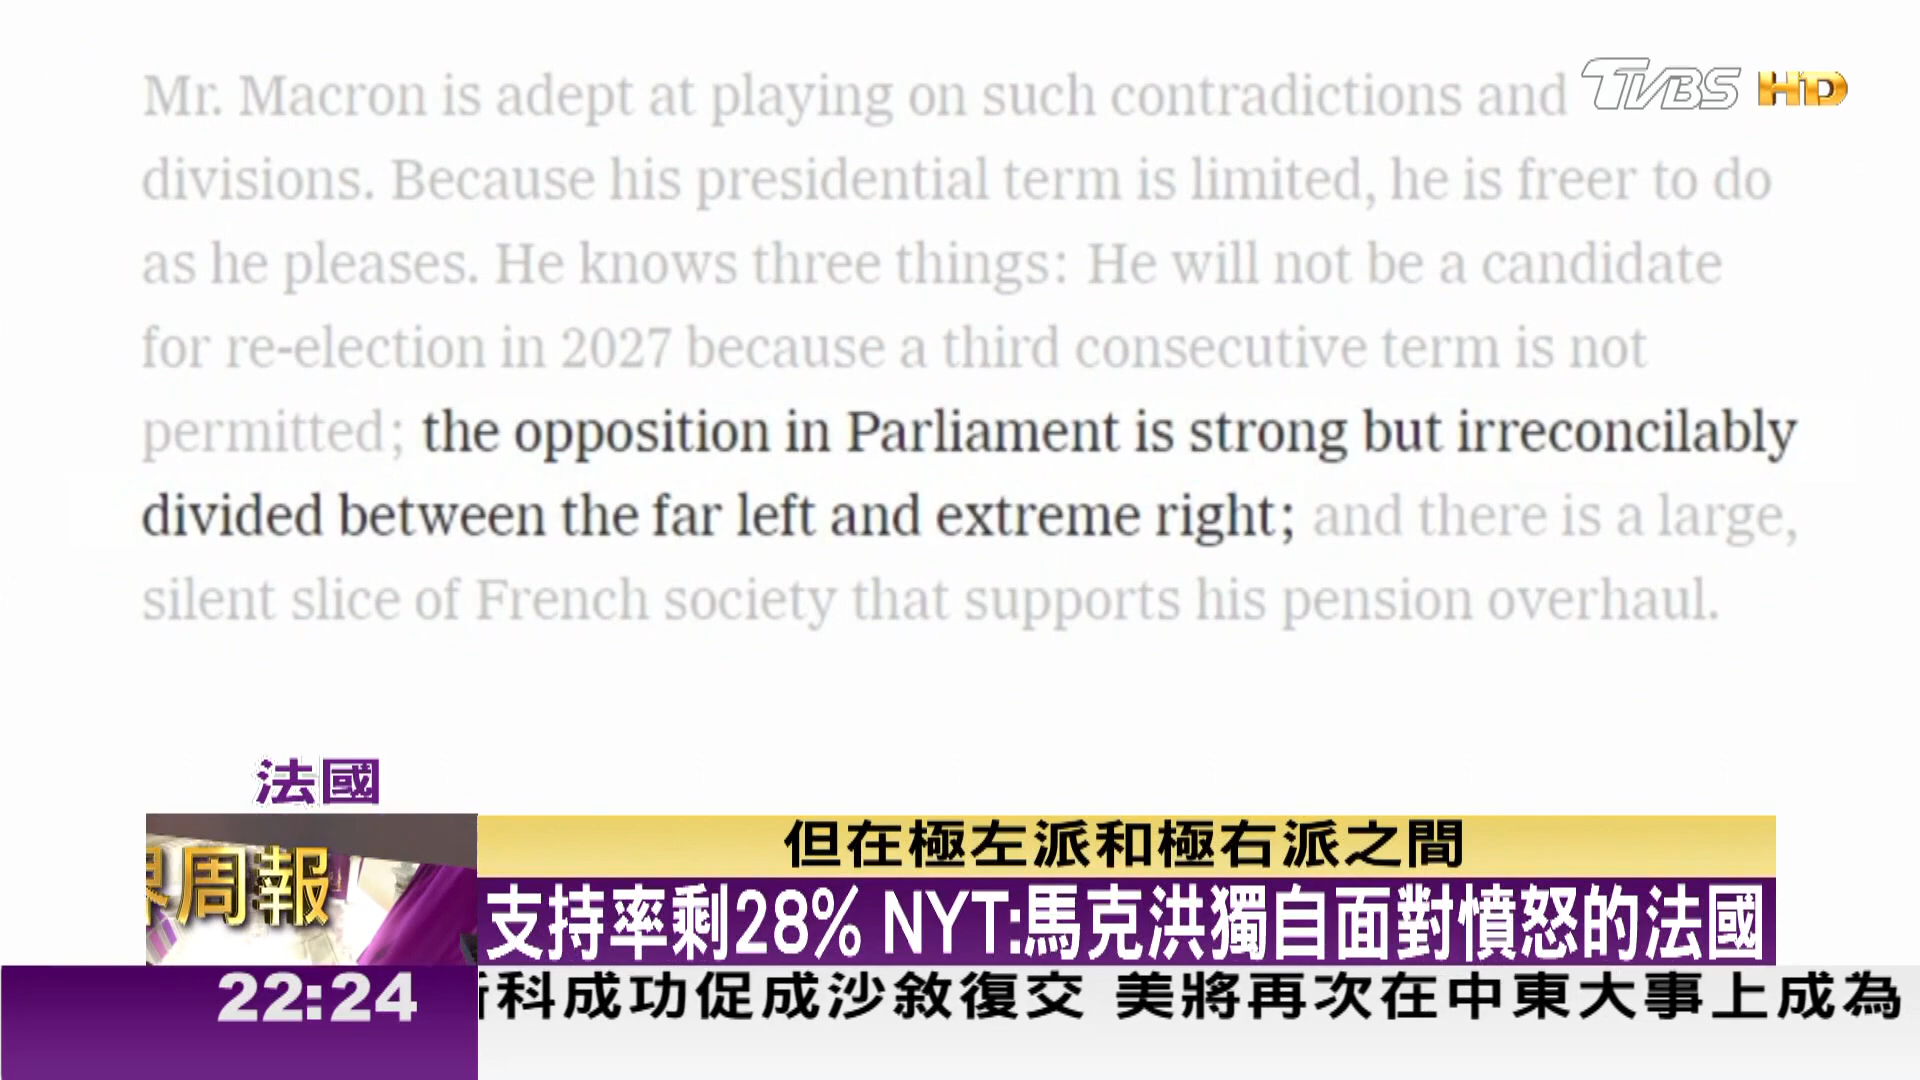 Mr. Macron is adept at playing on such contradictions and
TVBS HD
divisions. Because his presidential term is limited, he is freer to do
as he pleases. He knows three things: He will not be a candidate
for re-election in 2027 because a third consecutive term is not
permitted; the opposition in Parliament is strong but irreconcilably
divided between the far left and extreme right; and there is a large,
silent slice of French society that supports his pension overhaul.
法國
但在極左派和極右派之間
周報
支持率剩28% NYT:馬克洪獨自面對憤怒的法國
22:24
科成功促成沙敘復交 美將再次在中東大事上成為